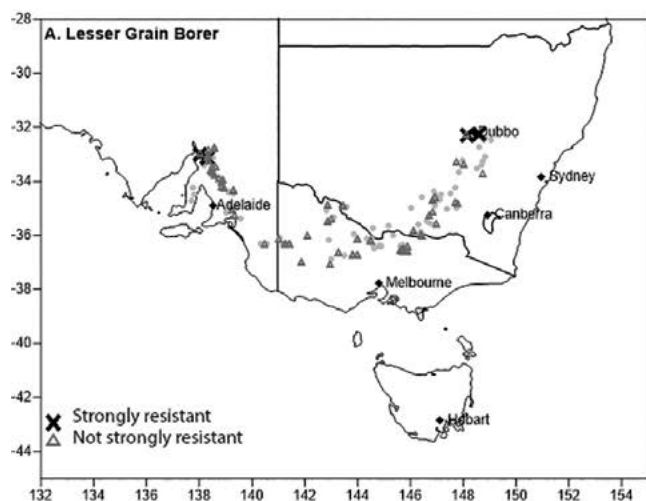 -28
A. Lesser Grain Borer
-30
-32
Dubbo
-34
Sydney
Adelaide
Canberra
-36
Melbourne
-38
-40
-42
Strongly resistant
Hobart
Not strongly resistant
-44
132 134 136 138 140 142 144 146 148 150 152 154